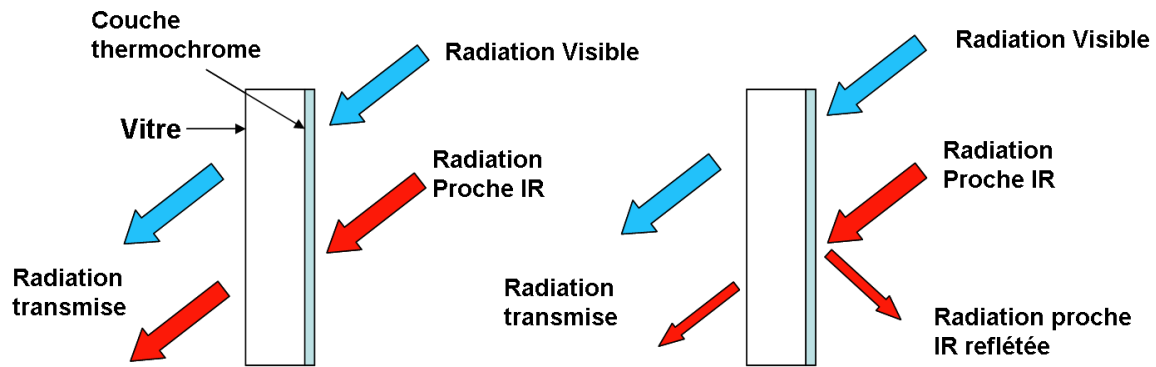 Couche
thermochrome
Radiation Visible
Vitre
Radiation
Proche IR
Radiation
transmise
Radiation Visible
Radiation
Proche IR
Radiation
transmise
Radiation proche
IR reflétée